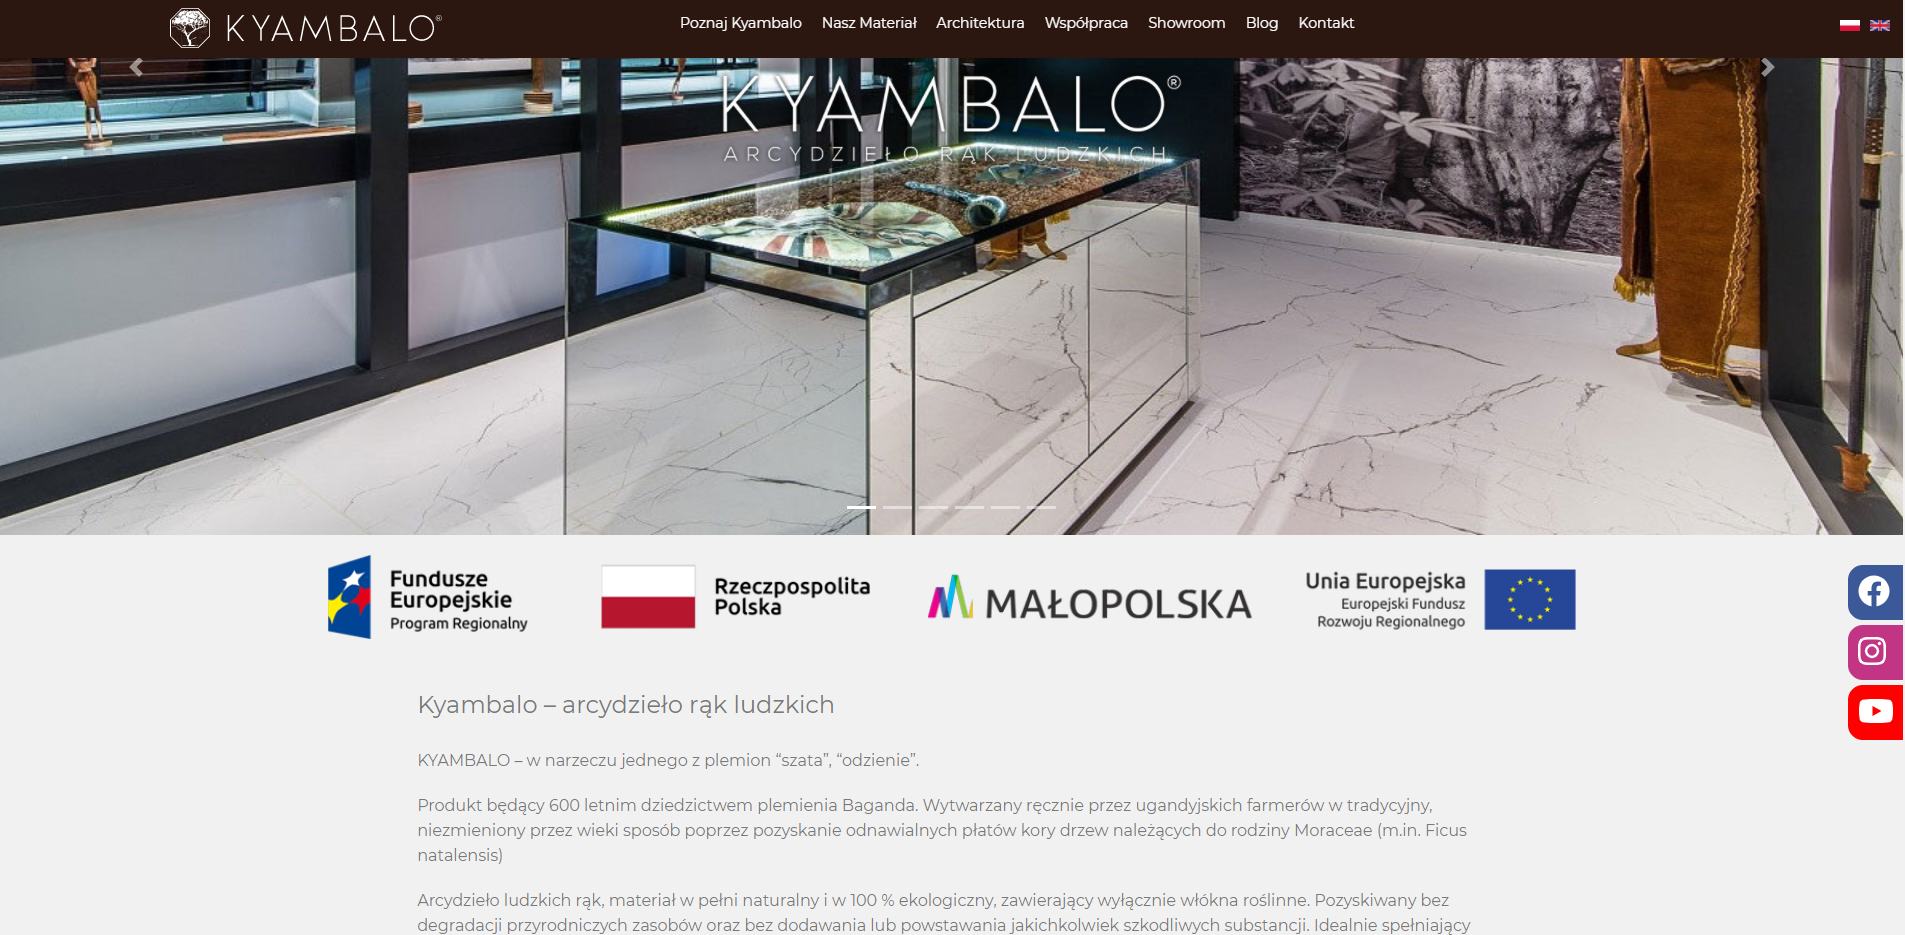 KYAMBALO®
Poznaj Kyambalo Nasz Materiał Architektura Współpraca Showroom Blog Kontakt
KYAMBALO®
ARCYDZIEŁO RĄK LUDZKICH
Fundusze
Europejskie
Program Regionalny
Rzeczpospolita
Polska
MAŁOPOLSKA
Unia Europejska
Europejski Fundusz
Rozwoju Regionalnego
Kyambalo – arcydzieło rąk ludzkich
KYAMBALO – w narzeczu jednego z plemion “szata”, “odzienie”.
Produkt będący 600 letnim dziedzictwem plemienia Baganda. Wytwarzany ręcznie przez ugandyjskich farmerów w tradycyjny,
niezmieniony przez wieki sposób poprzez pozyskanie odnawialnych płatów kory drzew należących do rodziny Moraceae (m.in. Ficus
natalensis)
Arcydzieło ludzkich rąk, materiał w pełni naturalny i w 100 % ekologiczny, zawierający wyłącznie włókna roślinne. Pozyskiwany bez
degradacji przyrodniczych zasobów oraz bez dodawania lub powstawania jakichkolwiek szkodliwych substancji. Idealnie spełniający